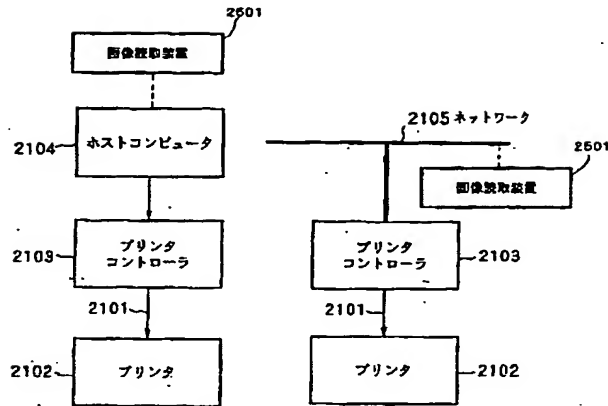 2501
画像読取装置
2104
ホストコンピュータ
2103
プリンタ
コントローラ
2101
2102
プリンタ
2105 ネットワーク
2501
画像読取装置
プリンタ
コントローラ
2103
2101
プリンタ
2102